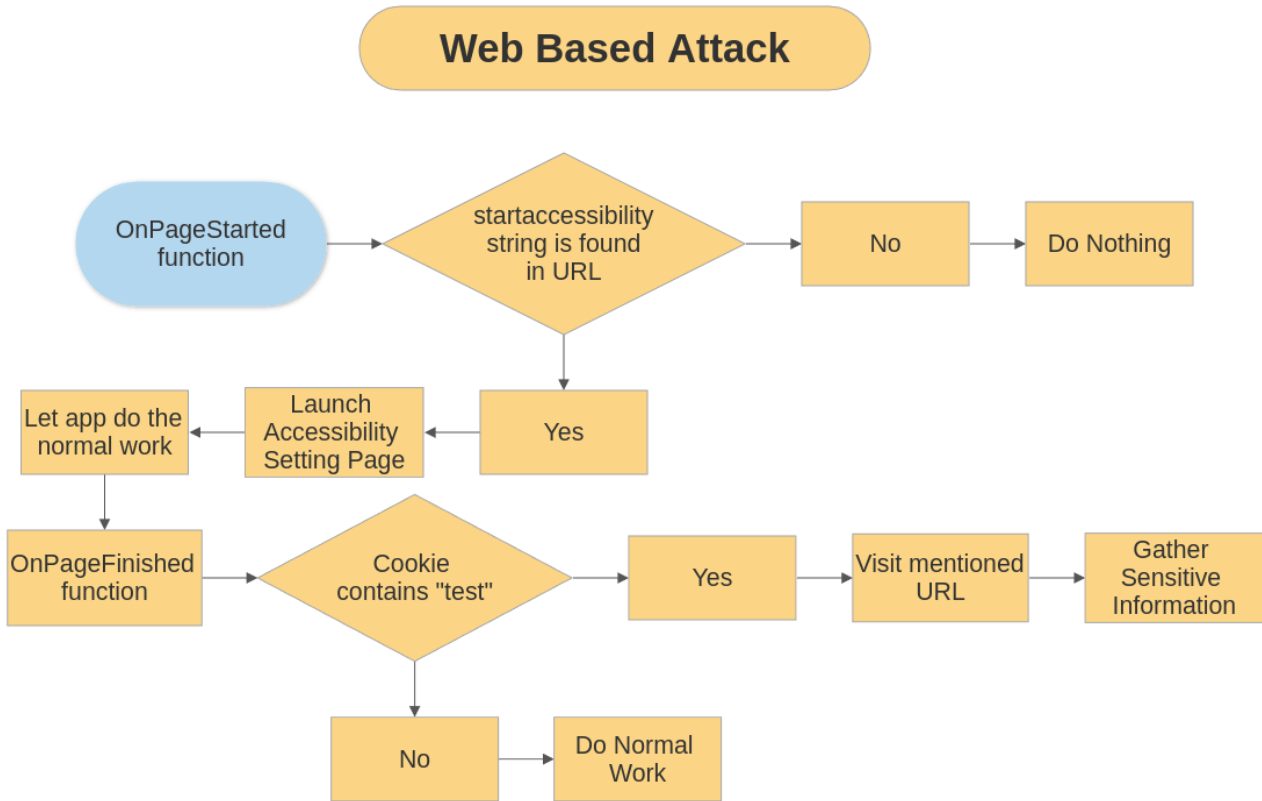 Web Based Attack
OnPageStarted
function
startaccessibility
string is found
in URL
No
Do Nothing
Yes
Launch
Accessibility
Setting Page
Let app do the
normal work
OnPageFinished
function
Cookie
contains "test"
Yes
Visit mentioned
URL
Gather
Sensitive
Information
No
Do Normal
Work